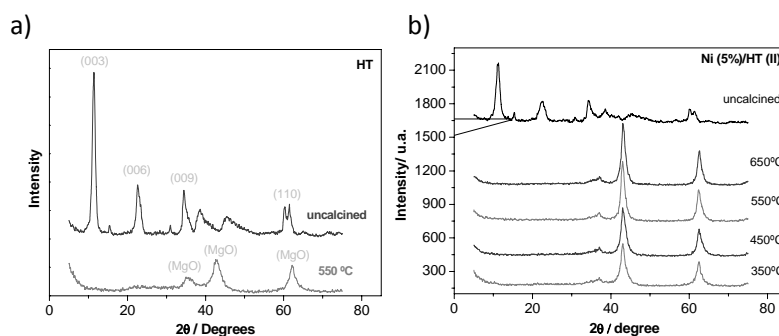 a)
HT
(003)
(006)
(009)
(110)
uncalcined
(MgO)
(MgO)
(MgO)
550 ºC
Intensity
0
20
40
60
80
2θ / Degrees
b)
Ni (5%)/HT (II)
uncalcined
650ºC
550ºC
450ºC
350ºC
Intensity/ u.a.
2100
1800
1500
1200
900
600
300
0
20
40
60
80
2θ / degree